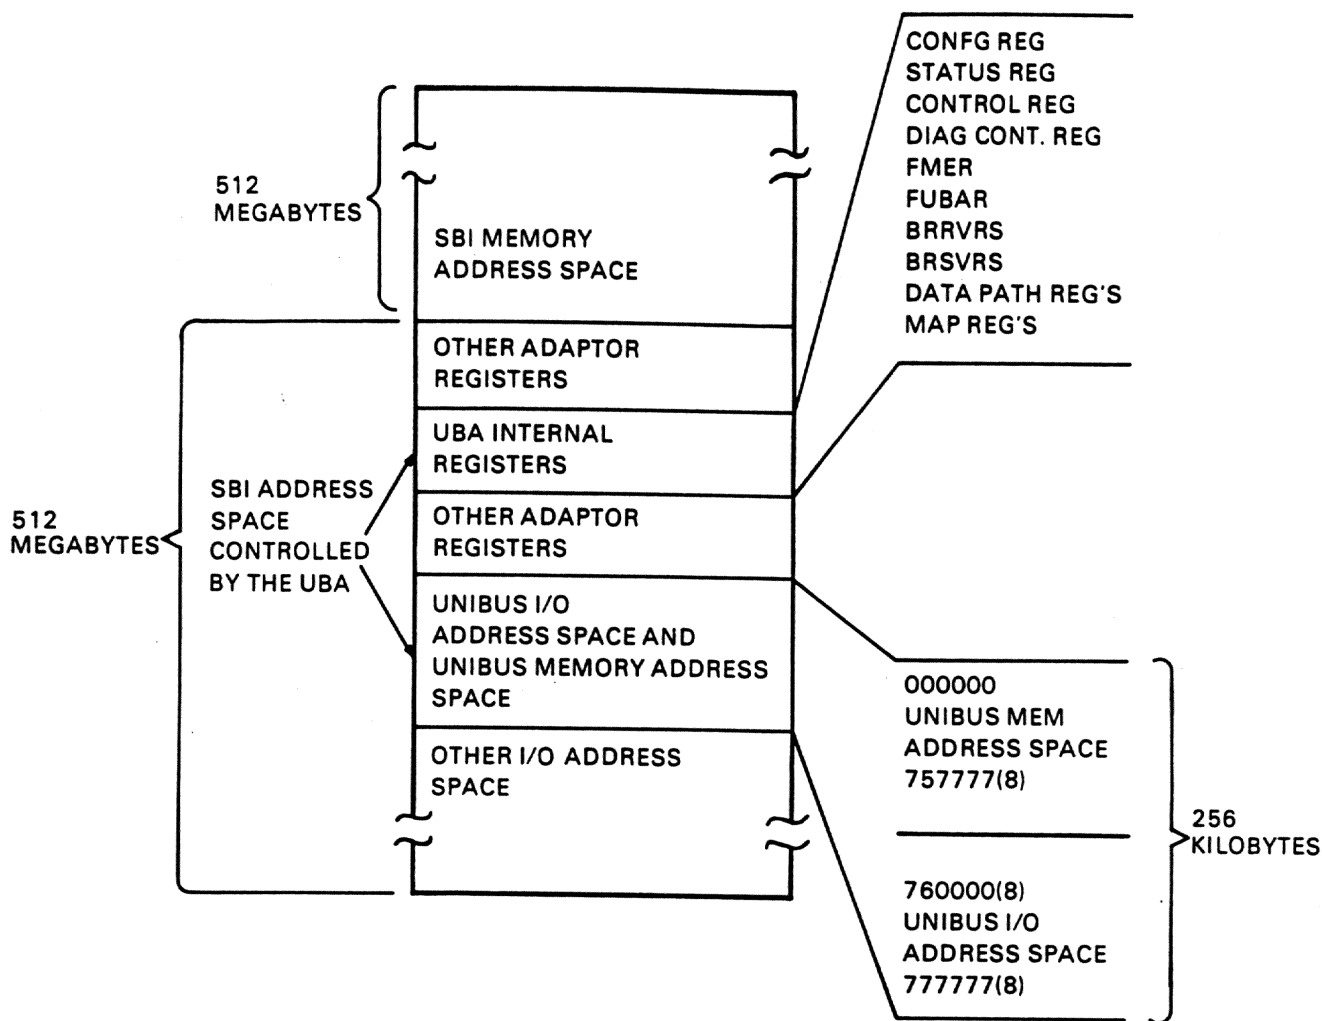 512
MEGABYTES
SBI MEMORY
ADDRESS SPACE
OTHER ADAPTOR
REGISTERS
UBA INTERNAL
REGISTERS
OTHER ADAPTOR
REGISTERS
UNIBUS I/O
ADDRESS SPACE AND
UNIBUS MEMORY ADDRESS
SPACE
OTHER I/O ADDRESS
SPACE
512
MEGABYTES
SBI ADDRESS
SPACE
CONTROLLED
BY THE UBA
CONFG REG
STATUS REG
CONTROL REG
DIAG CONT. REG
FMER
FUBAR
BRRVRS
BRSVRS
DATA PATH REG'S
MAP REG'S
000000
UNIBUS MEM
ADDRESS SPACE
757777(8)
760000(8)
UNIBUS I/O
ADDRESS SPACE
777777(8)
256
KILOBYTES